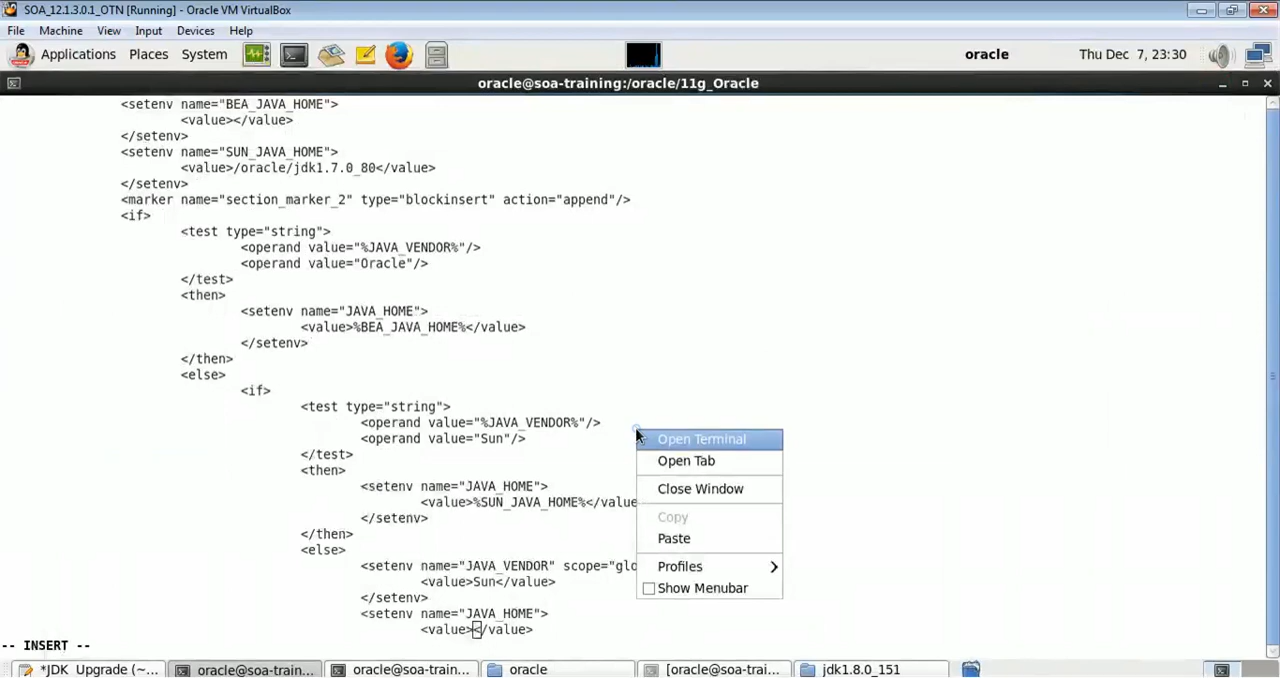 SOA_12.1.3.0.1_OTN [Running] - Oracle VM VirtualBox
File Machine View Input Devices Help
Applications Places System oracle Thu Dec 7, 23:30
oracle@soa-training:/oracle/11g_Oracle
<setenv name="BEA_JAVA_HOME">
<value></value>
</setenv>
<setenv name="SUN_JAVA_HOME">
<value>/oracle/jdk1.7.0_80</value>
</setenv>
<marker name="section_marker_2" type="blockinsert" action="append"/>
<if>
<test type="string">
<operand value="%JAVA_VENDOR%"/>
<operand value="Oracle"/>
</test>
<then>
<setenv name="JAVA_HOME">
<value>%BEA_JAVA_HOME%</value>
</setenv>
</then>
<else>
<if>
<test type="string">
<operand value="%JAVA_VENDOR%"/>
<operand value="Sun"/>
</test>
<then>
<setenv name="JAVA_HOME">
<value>%SUN_JAVA_HOME%</value
</setenv>
</then>
<else>
<setenv name="JAVA_VENDOR" scope="glo
<value>Sun</value>
</setenv>
<setenv name="JAVA_HOME">
<value></value>
-- INSERT --
Open Terminal
Open Tab
Close Window
Copy
Paste
Profiles
Show Menubar
*JDK Upgrade (~... oracle@soa-train... oracle@soa-train... oracle [oracle@soa-trai... jdk1.8.0_151